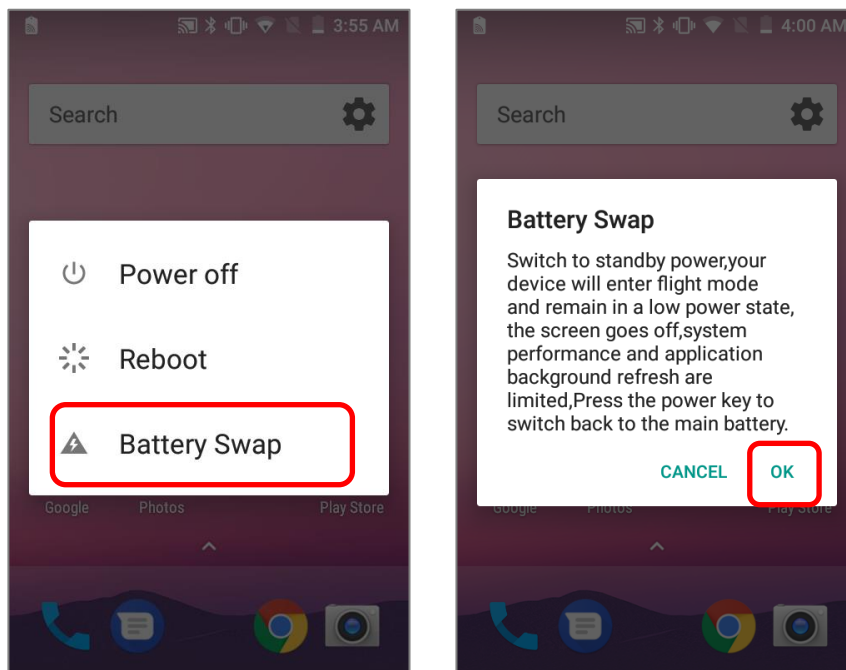 3:55 AM
Search
Power off
Reboot
Battery Swap
Google Photos Play Store
4:00 AM
Search
Battery Swap
Switch to standby power,your
device will enter flight mode
and remain in a low power state,
the screen goes off,system
performance and application
background refresh are
limited,Press the power key to
switch back to the main battery.
CANCEL OK
Google Photos Play Store